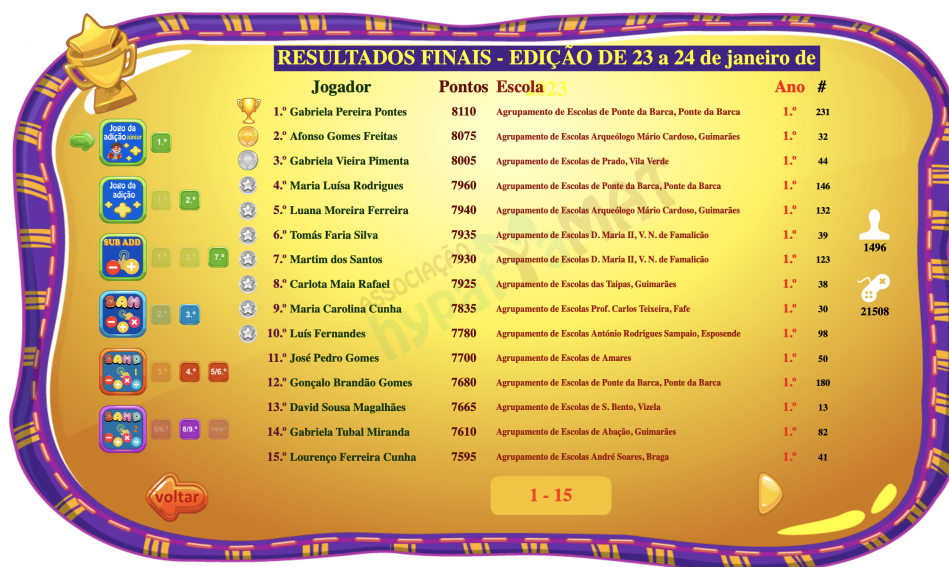 RESULTADOS FINAIS - EDIÇÃO DE 23 a 24 de janeiro de
2023
Jogador Pontos Escola Ano #
1.º Gabriela Pereira Pontes 8110 Agrupamento de Escolas de Ponte da Barca, Ponte da Barca 1.º 231
2.º Afonso Gomes Freitas 8075 Agrupamento de Escolas Arqueólogo Mário Cardoso, Guimarães 1.º 32
3.º Gabriela Vieira Pimenta 8005 Agrupamento de Escolas de Prado, Vila Verde 1.º 44
4.º Maria Luísa Rodrigues 7960 Agrupamento de Escolas de Ponte da Barca, Ponte da Barca 1.º 146
5.º Luana Moreira Ferreira 7940 Agrupamento de Escolas Arqueólogo Mário Cardoso, Guimarães 1.º 132
6.º Tomás Faria Silva 7935 Agrupamento de Escolas D. Maria II, V. N. de Famalicão 1.º 39
7.º Martim dos Santos 7930 Agrupamento de Escolas D. Maria II, V. N. de Famalicão 1.º 123
8.º Carlota Maia Rafael 7925 Agrupamento de Escolas das Taipas, Guimarães 1.º 38
9.º Maria Carolina Cunha 7835 Agrupamento de Escolas Prof. Carlos Teixeira, Fafe 1.º 30
10.º Luís Fernandes 7780 Agrupamento de Escolas António Rodrigues Sampaio, Esposende 1.º 98
11.º José Pedro Gomes 7700 Agrupamento de Escolas de Amares 1.º 50
12.º Gonçalo Brandão Gomes 7680 Agrupamento de Escolas de Ponte da Barca, Ponte da Barca 1.º 180
13.º David Sousa Magalhães 7665 Agrupamento de Escolas de S. Bento, Vizela 1.º 13
14.º Gabriela Tubal Miranda 7610 Agrupamento de Escolas de Abação, Guimarães 1.º 82
15.º Lourenço Ferreira Cunha 7595 Agrupamento de Escolas André Soares, Braga 1.º 41
Jogo da
adição júnior 1.º
Jogo da
adição 1.º 2.º
SUB ADD 1.º 2.º 7.º
SAM 2.º 3.º
SAMD 1 3.º 4.º 5/6.º
SAMD 2 8/9.º
1496
21508
ASSOCIAÇÃO
hypatiaMAT
voltar
1 - 15